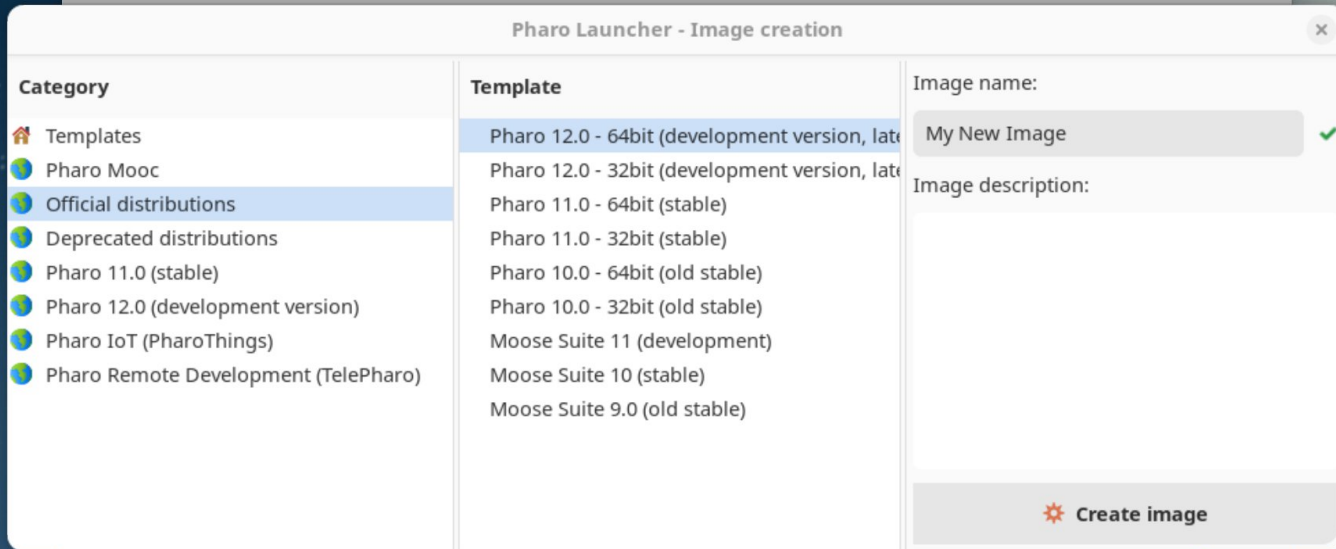 Pharo Launcher - Image creation
Category
Templates
Pharo Mooc
Official distributions
Deprecated distributions
Pharo 11.0 (stable)
Pharo 12.0 (development version)
Pharo IoT (PharoThings)
Pharo Remote Development (TelePharo)
Template
Pharo 12.0 - 64bit (development version, late
Pharo 12.0 - 32bit (development version, late
Pharo 11.0 - 64bit (stable)
Pharo 11.0 - 32bit (stable)
Pharo 10.0 - 64bit (old stable)
Pharo 10.0 - 32bit (old stable)
Moose Suite 11 (development)
Moose Suite 10 (stable)
Moose Suite 9.0 (old stable)
Image name:
My New Image
Image description:
Create image